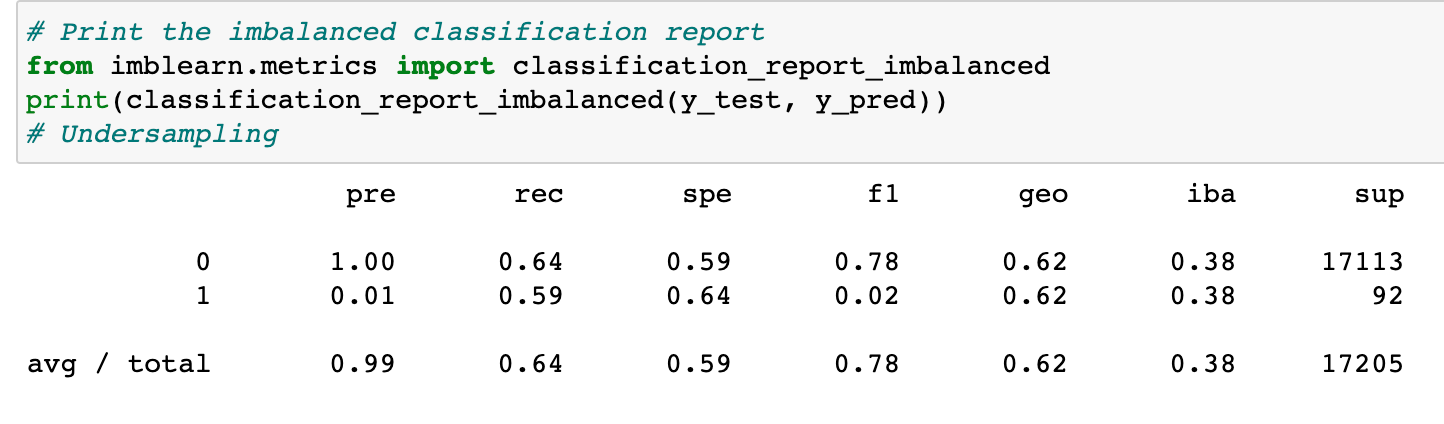 # Print the imbalanced classification report
from imblearn.metrics import classification_report_imbalanced
print(classification_report_imbalanced(y_test, y_pred))
# Undersampling
pre rec spe f1 geo iba sup
0 1.00 0.64 0.59 0.78 0.62 0.38 17113
1 0.01 0.59 0.64 0.02 0.62 0.38 92
avg / total 0.99 0.64 0.59 0.78 0.62 0.38 17205